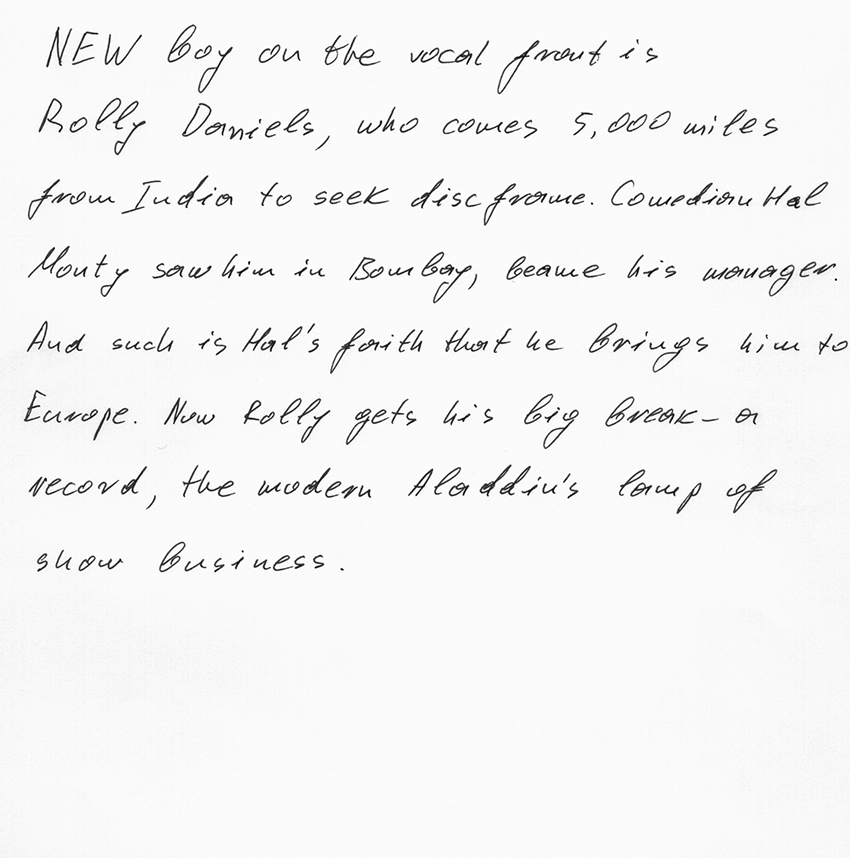 NEW boy on the vocal front is
Rolly Daniels, who comes 5,000 miles
from India to seek disc frame. Comedian Hal
Monty saw him in Bombay, beame his manager.
And such is Hal's faith that he brings him to
Europe. Now Rolly gets his big break - a
record, the modern Aladdin's lamp of
show business.